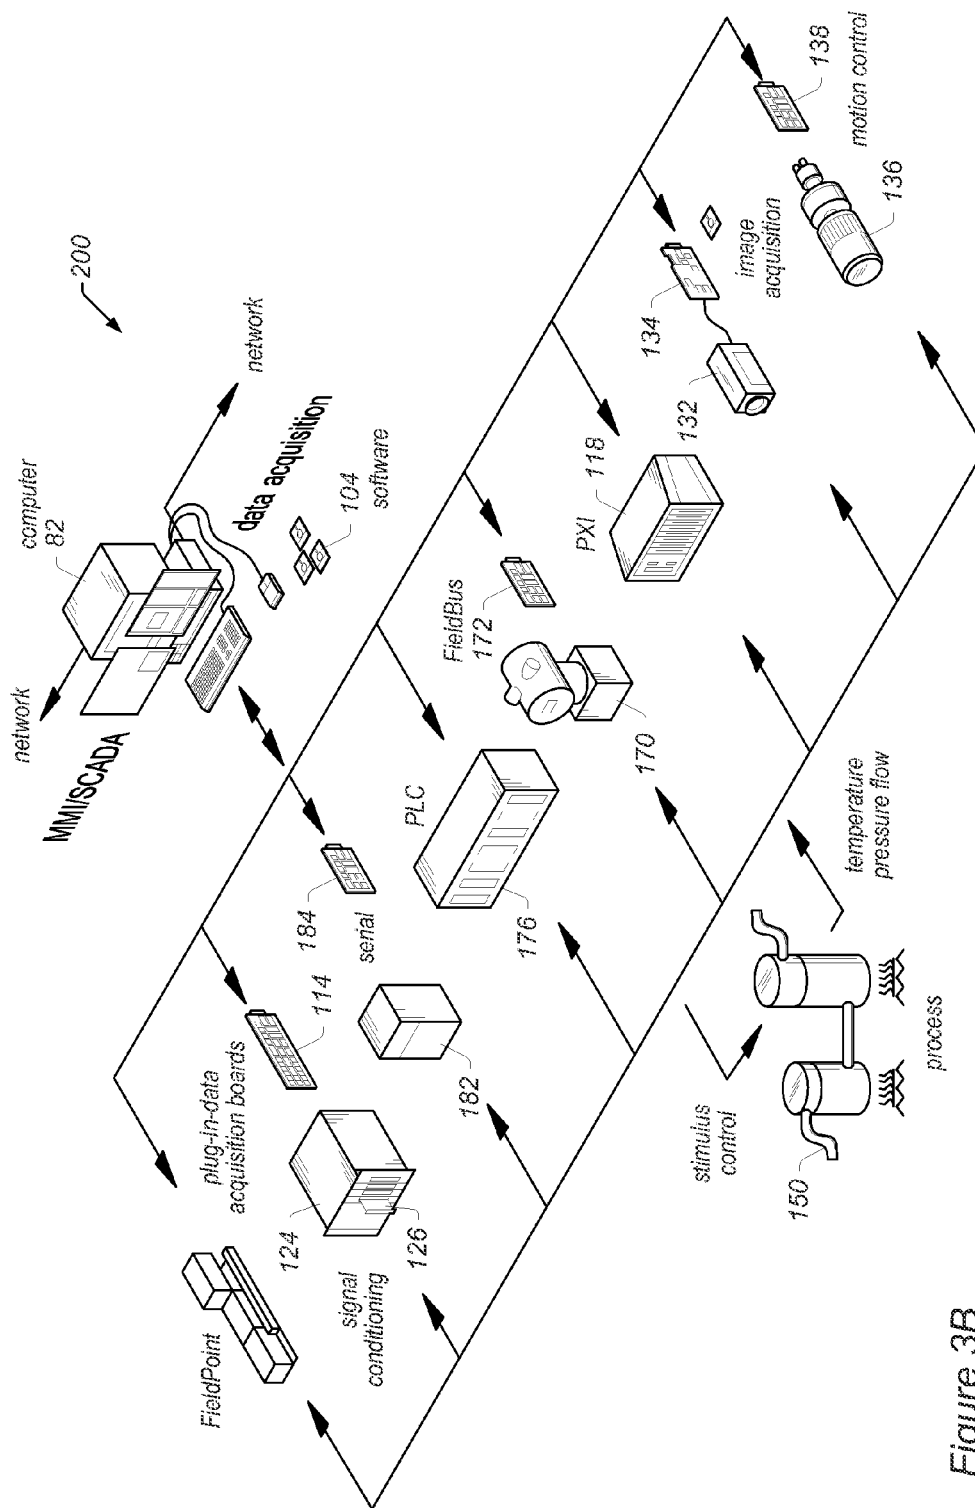 200
network
computer
82
network
MMI/SCADA
data acquisition
104
software
FieldPoint
plug-in-data
acquisition boards
114
184
serial
PLC
176
FieldBus
172
170
PXI
118
134
132
image
acquisition
138
motion control
136
124
126
signal
conditioning
182
stimulus
control
150
process
temperature
pressure flow
Figure 3B